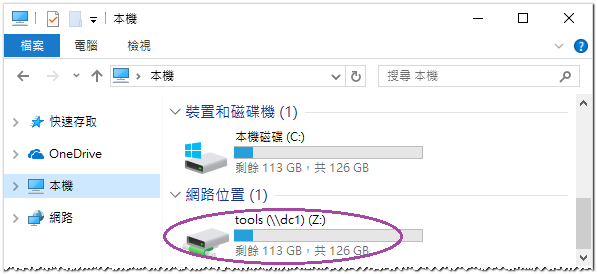 本機
檔案 電腦 檢視
本機
搜尋 本機
快速存取
OneDrive
本機
網路
裝置和磁碟機 (1)
本機磁碟 (C:)
剩餘 113 GB，共 126 GB
網路位置 (1)
tools (\\dc1) (Z:)
剩餘 113 GB，共 126 GB